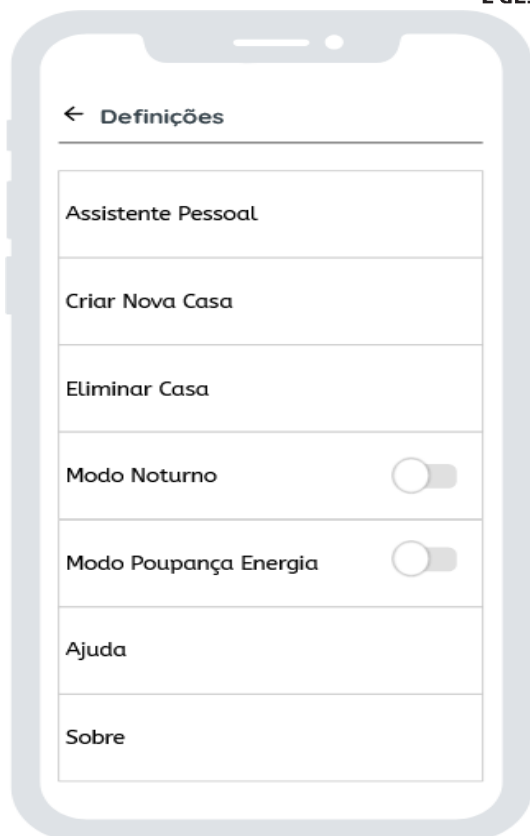 Definições
Assistente Pessoal
Criar Nova Casa
Eliminar Casa
Modo Noturno
Modo Poupança Energia
Ajuda
Sobre